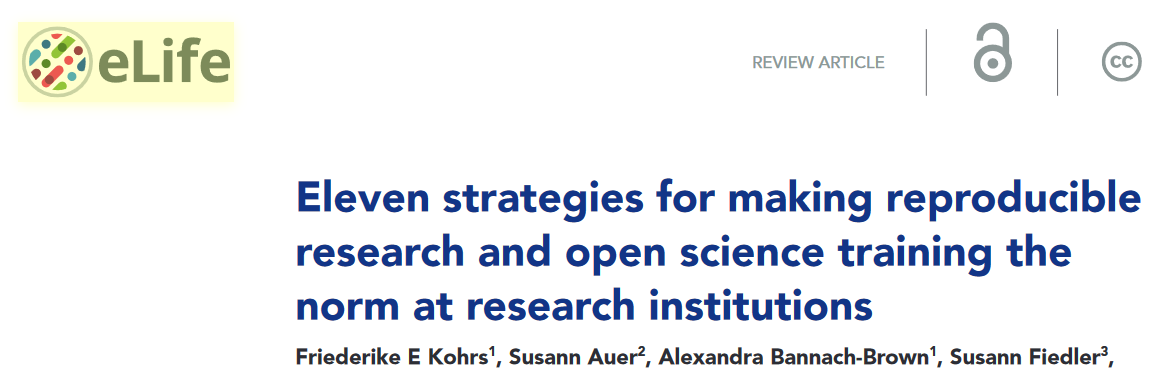 eLife
REVIEW ARTICLE
cc
Eleven strategies for making reproducible
research and open science training the
norm at research institutions
Friederike E Kohrs1, Susann Auer2, Alexandra Bannach-Brown1, Susann Fiedler3,